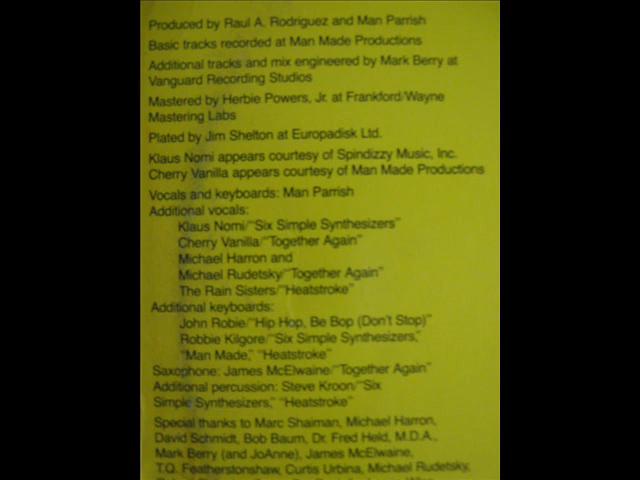 Produced by Raul A. Rodriguez and Man Parrish
Basic tracks recorded at Man Made Productions
Additional tracks and mix engineered by Mark Berry at
Vanguard Recording Studios
Mastered by Herbie Powers, Jr. at Frankford/Wayne
Mastering Labs
Plated by Jim Shelton at Europadisk Ltd.
Klaus Nomi appears courtesy of Spindizzy Music, Inc.
Cherry Vanilla appears courtesy of Man Made Productions
Vocals and keyboards: Man Parrish
Additional vocals:
Klaus Nomi/"Six Simple Synthesizers"
Cherry Vanilla/"Together Again"
Michael Harron and
Michael Rudetsky/"Together Again"
The Rain Sisters/"Heatstroke"
Additional keyboards:
John Robie/"Hip Hop, Be Bop (Don't Stop)"
Robbie Kilgore/"Six Simple Synthesizers,"
"Man Made," "Heatstroke"
Saxophone: James McElwaine/"Together Again"
Additional percussion: Steve Kroon/"Six
Simple Synthesizers," "Heatstroke"
Special thanks to Marc Shaiman, Michael Harron,
David Schmidt, Bob Baum, Dr. Fred Held, M.D.A.,
Mark Berry (and JoAnne), James McElwaine,
T.Q. Featherstonshaw, Curtis Urbina, Michael Rudetsky,